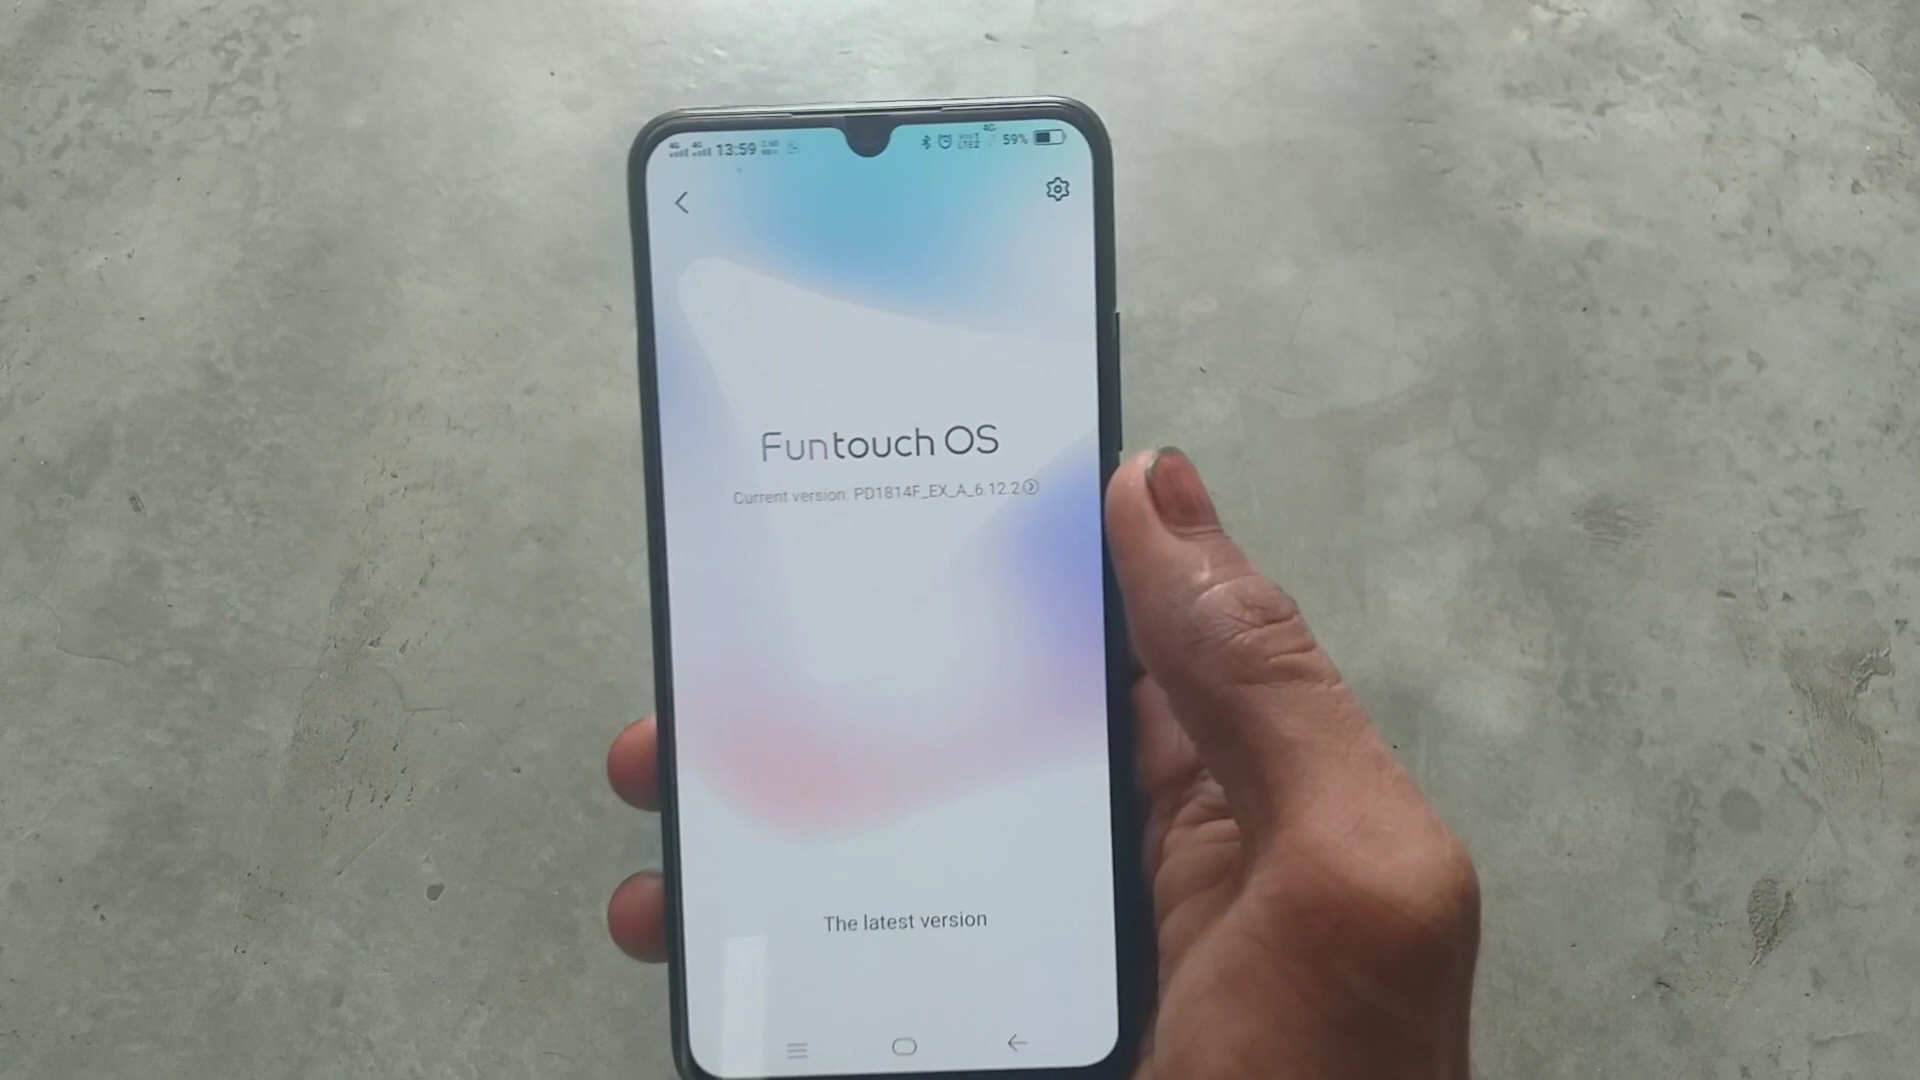 13:59
59%
Funtouch OS
Current version: PD1814F_EX_A_6.12.2
The latest version